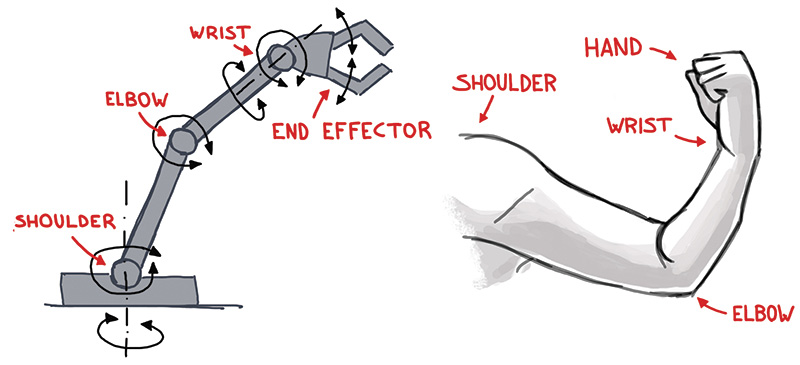 WRIST
ELBOW
END EFFECTOR
SHOULDER
HAND
SHOULDER
WRIST
ELBOW